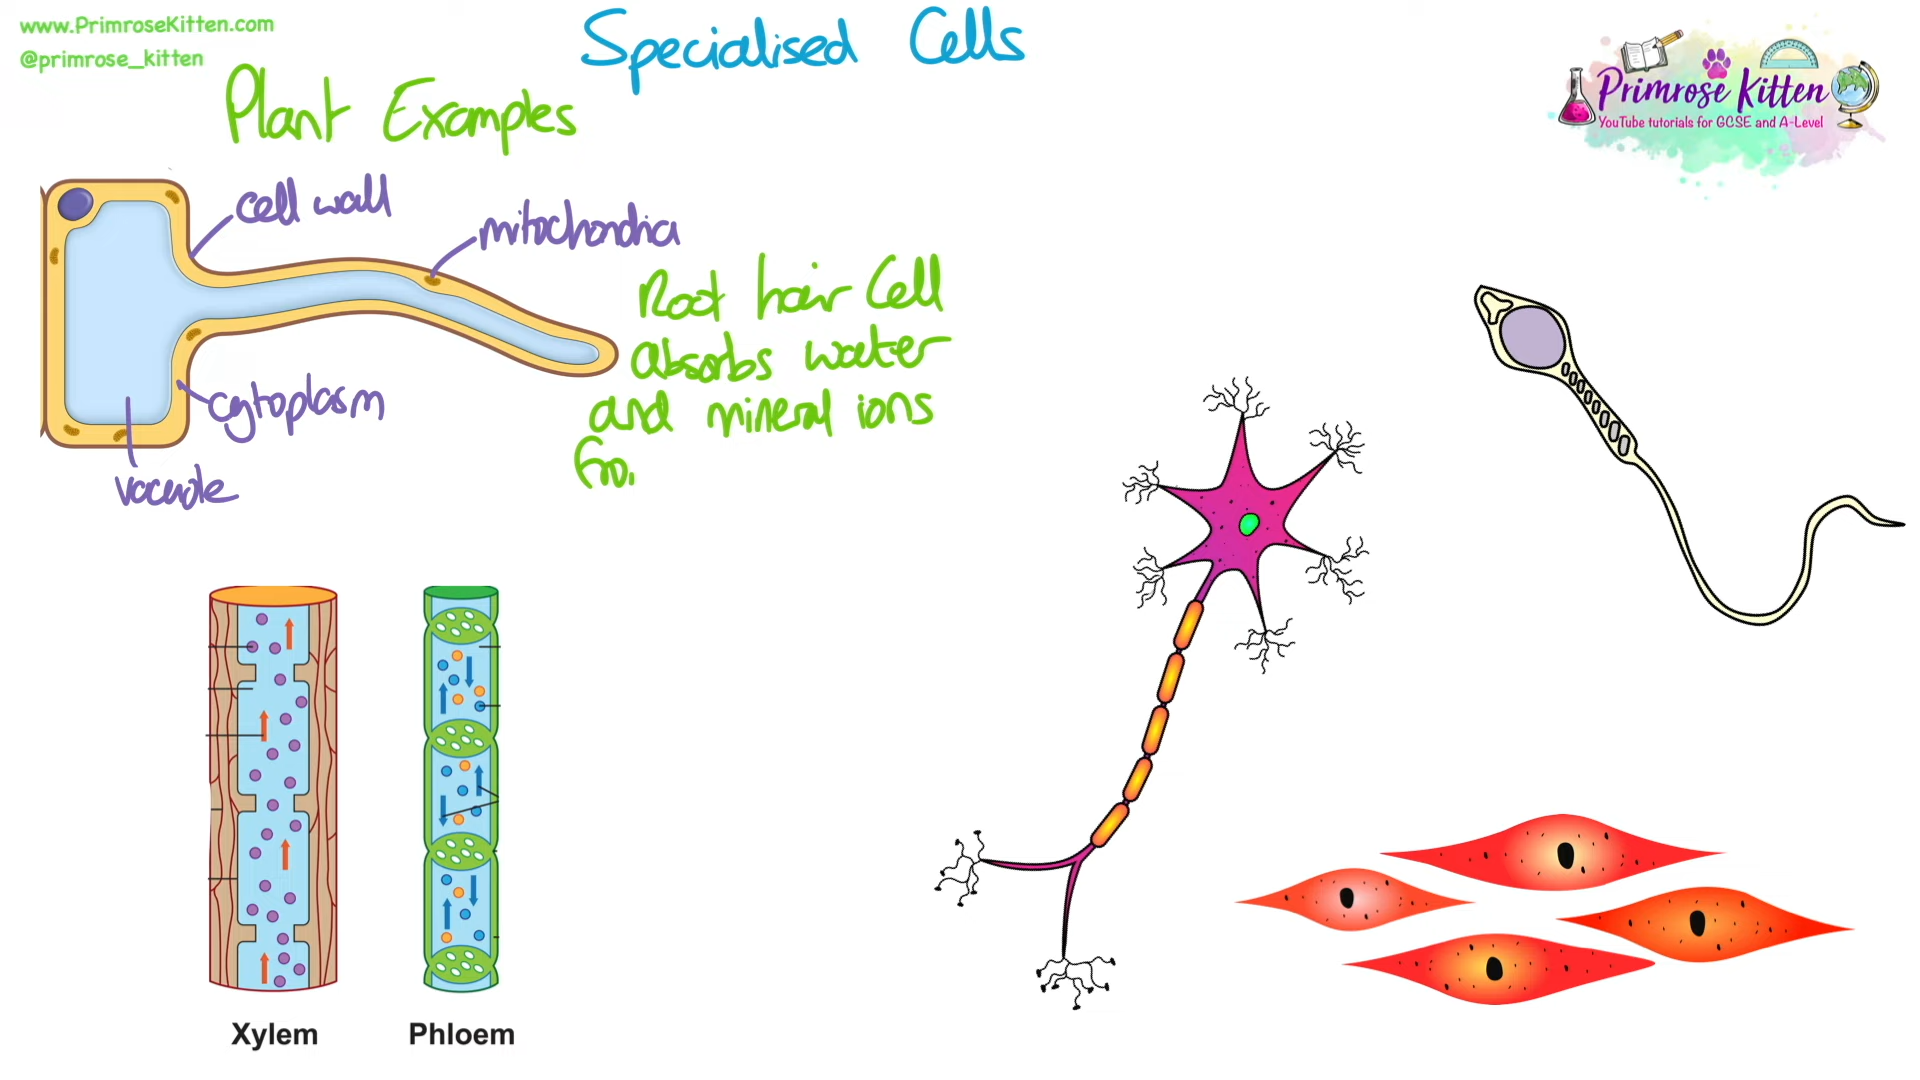 www.PrimroseKitten.com
@primrose_kitten
Specialised Cells
Primrose Kitten
YouTube tutorials for GCSE and A-Level
Plant Examples
cell wall
mitochondria
Root hair Cell
absorbs water
and mineral ions
cytoplasm
vacuole
Xylem
Phloem